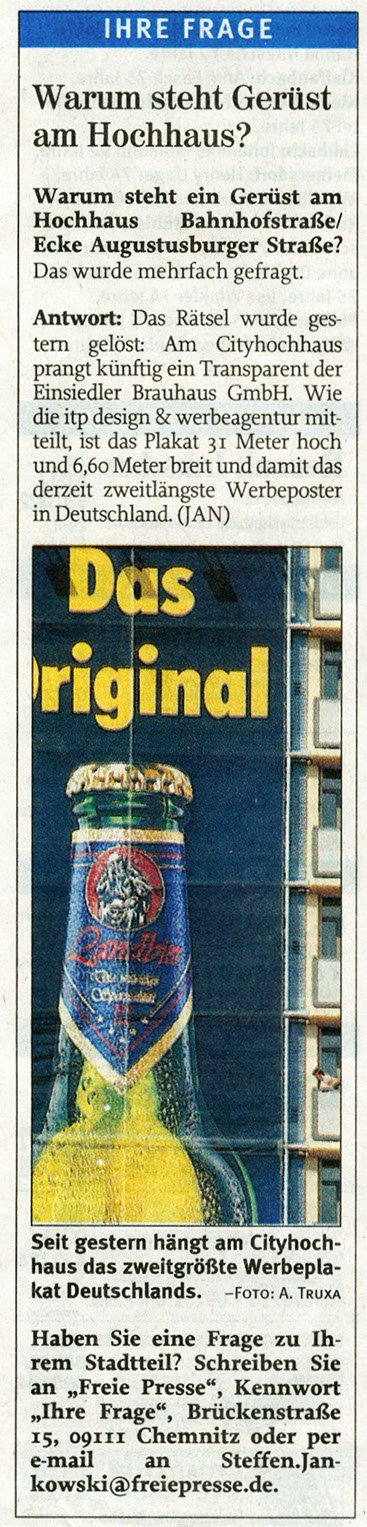 IHRE FRAGE
Warum steht Gerüst
am Hochhaus?
Warum steht ein Gerüst am
Hochhaus Bahnhofstraße/
Ecke Augustusburger Straße?
Das wurde mehrfach gefragt.
Antwort: Das Rätsel wurde ges-
tern gelöst: Am Cityhochhaus
prangt künftig ein Transparent der
Einsiedler Brauhaus GmbH. Wie
die itp design & werbeagentur mit-
teilt, ist das Plakat 31 Meter hoch
und 6,60 Meter breit und damit das
derzeit zweitlängste Werbeposter
in Deutschland. (JAN)
Das
Original
Landbier
Seit gestern hängt am Cityhoch-
haus das zweitgrößte Werbepla-
kat Deutschlands. –FOTO: A. TRUXA
Haben Sie eine Frage zu Ih-
rem Stadtteil? Schreiben Sie
an „Freie Presse“, Kennwort
„Ihre Frage“, Brückenstraße
15, 09111 Chemnitz oder per
e-mail an Steffen.Jan-
kowski@freiepresse.de.